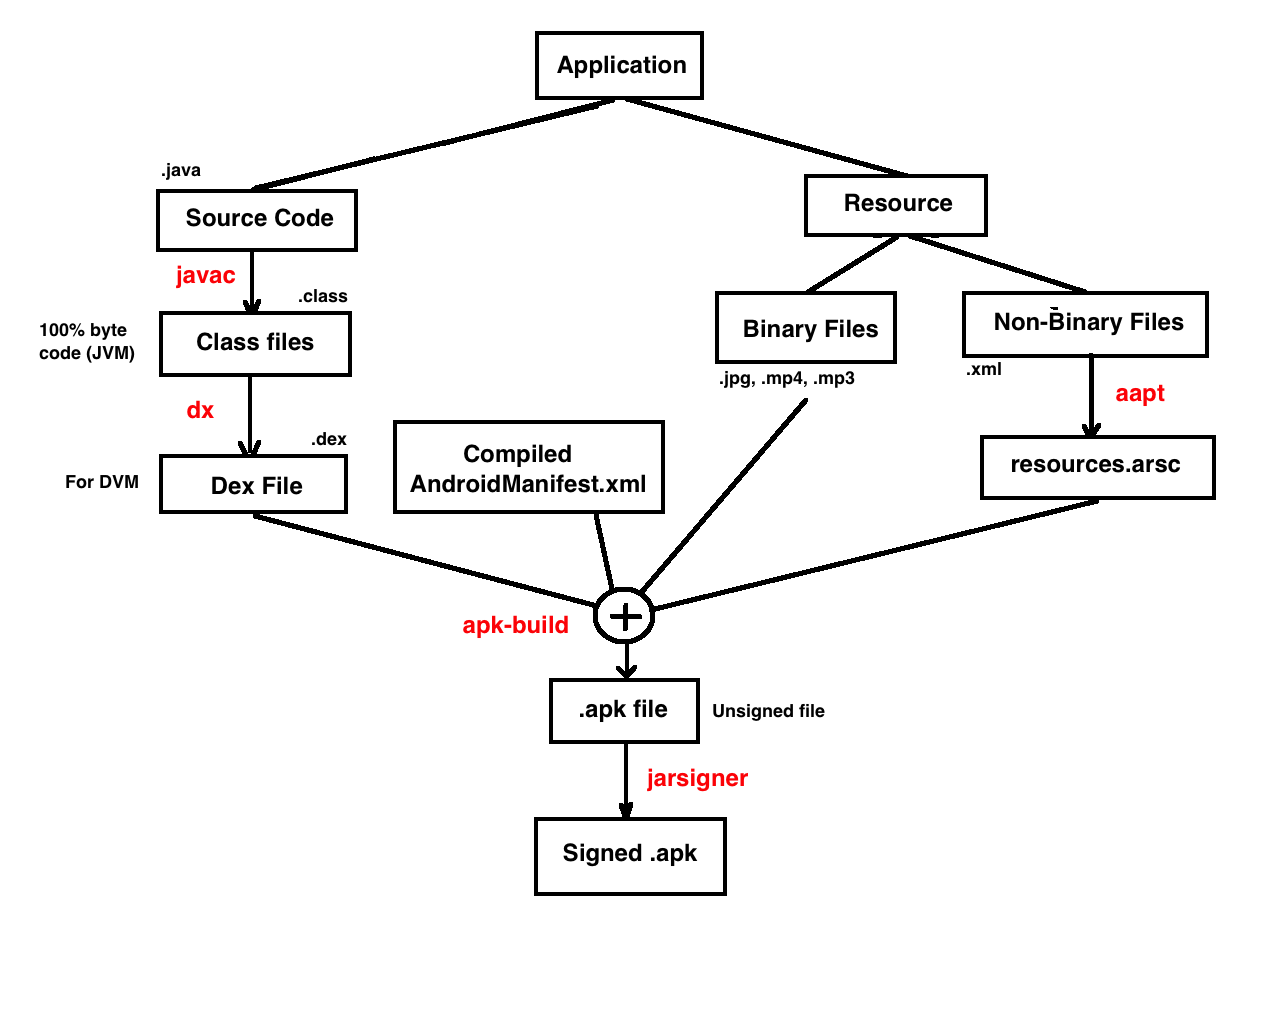 Application
.java
Source Code
Resource
javac
.class
100% byte
code (JVM)
Class files
Binary Files
Non-Binary Files
.jpg, .mp4, .mp3
.xml
aapt
dx
.dex
For DVM
Dex File
Compiled
AndroidManifest.xml
resources.arsc
apk-build
+
.apk file
Unsigned file
jarsigner
Signed .apk